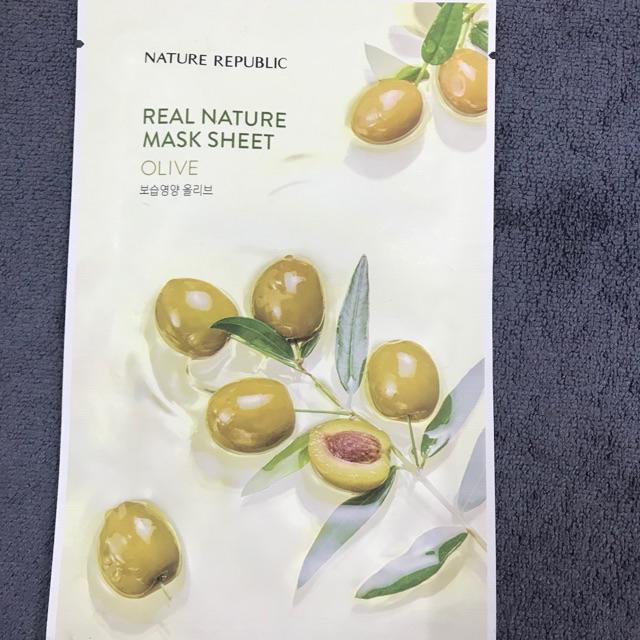 NATURE REPUBLIC
REAL NATURE
MASK SHEET
OLIVE
보습영양 올리브